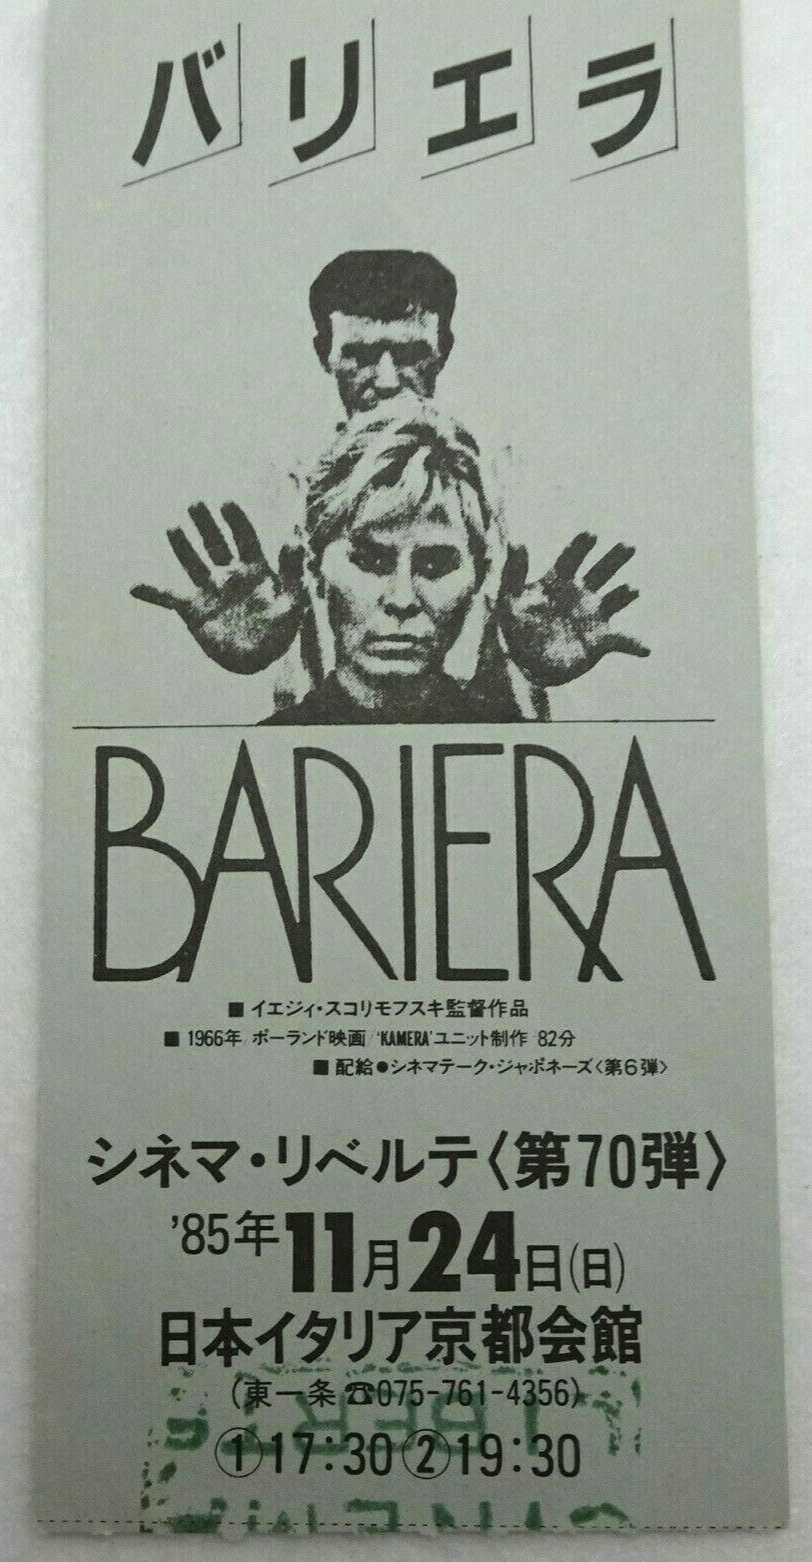 バリエラ
BARIERA
■ イエジィ・スコリモフスキ監督作品
■ 1966年/ポーランド映画/'KAMERA'ユニット制作/82分
■ 配給●シネマテーク・ジャポネーズ〈第6弾〉
シネマ・リベルテ〈第70弾〉
'85年11月24日(日)
日本イタリア京都会館
(東一条 ☎075-761-4356)
①17:30②19:30